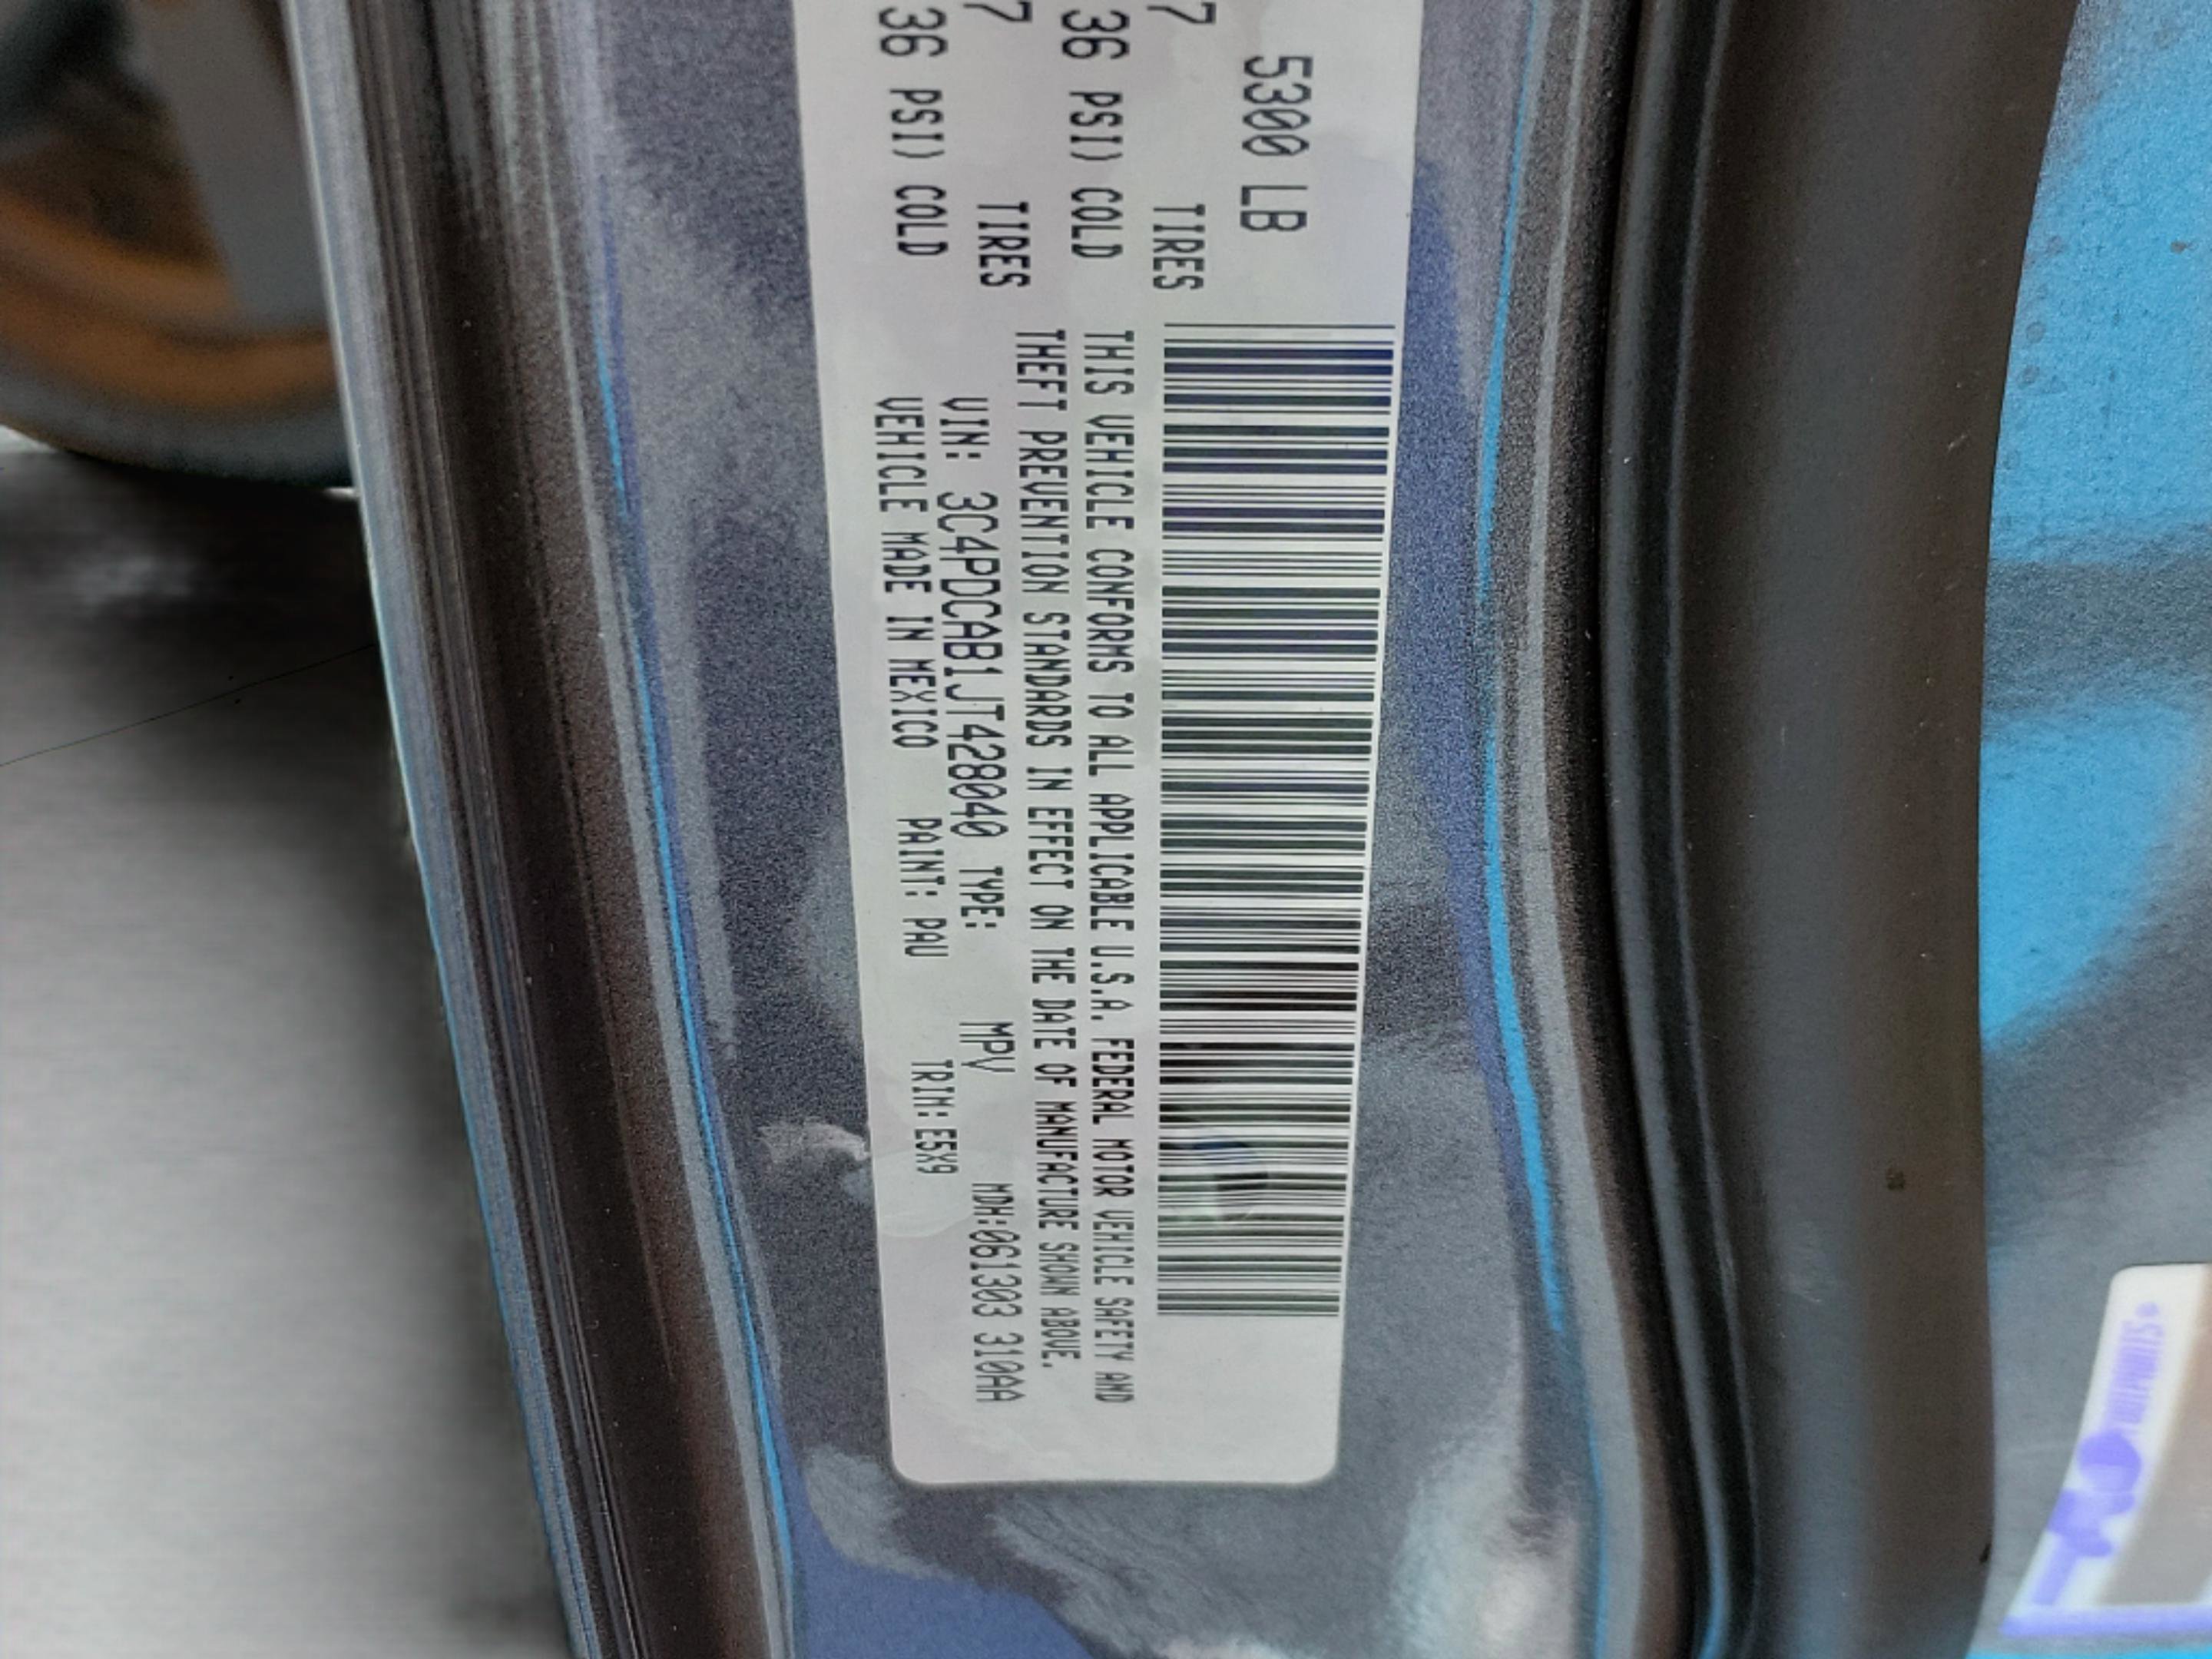 5300 LB
7 TIRES
36 PSI) COLD
7 TIRES
36 PSI) COLD
THIS VEHICLE CONFORMS TO ALL APPLICABLE U.S.A. FEDERAL MOTOR VEHICLE SAFETY AND
THEFT PREVENTION STANDARDS IN EFFECT ON THE DATE OF MANUFACTURE SHOWN ABOVE.
VIN: 3C4PDCAB1JT428040 TYPE: MPV MDH:061303 310AA
VEHICLE MADE IN MEXICO PAINT: PAU TRIM:E5X9